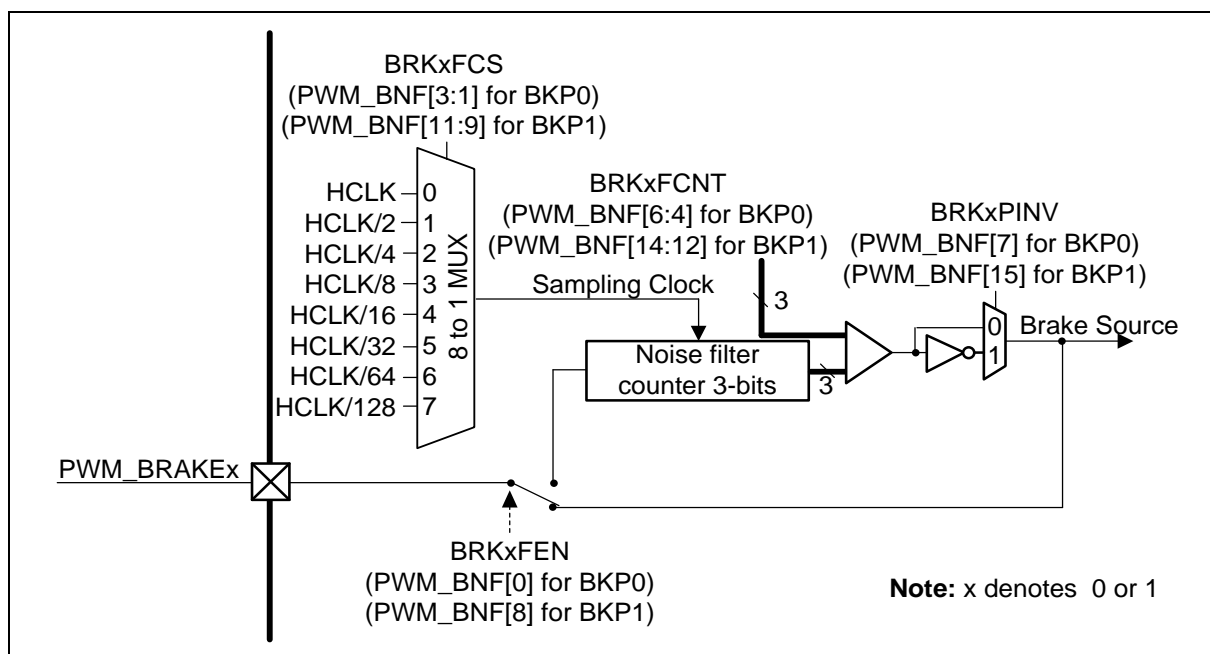 BRKxFCS
(PWM_BNF[3:1] for BKP0)
(PWM_BNF[11:9] for BKP1)
HCLK 0
HCLK/2 1
HCLK/4 2
HCLK/8 3
HCLK/16 4
HCLK/32 5
HCLK/64 6
HCLK/128 7
8 to 1 MUX
BRKxFCNT
(PWM_BNF[6:4] for BKP0)
(PWM_BNF[14:12] for BKP1)
Sampling Clock
3
Noise filter
counter 3-bits
3
BRKxPINV
(PWM_BNF[7] for BKP0)
(PWM_BNF[15] for BKP1)
0
1
Brake Source
PWM_BRAKEx
BRKxFEN
(PWM_BNF[0] for BKP0)
(PWM_BNF[8] for BKP1)
Note: x denotes 0 or 1